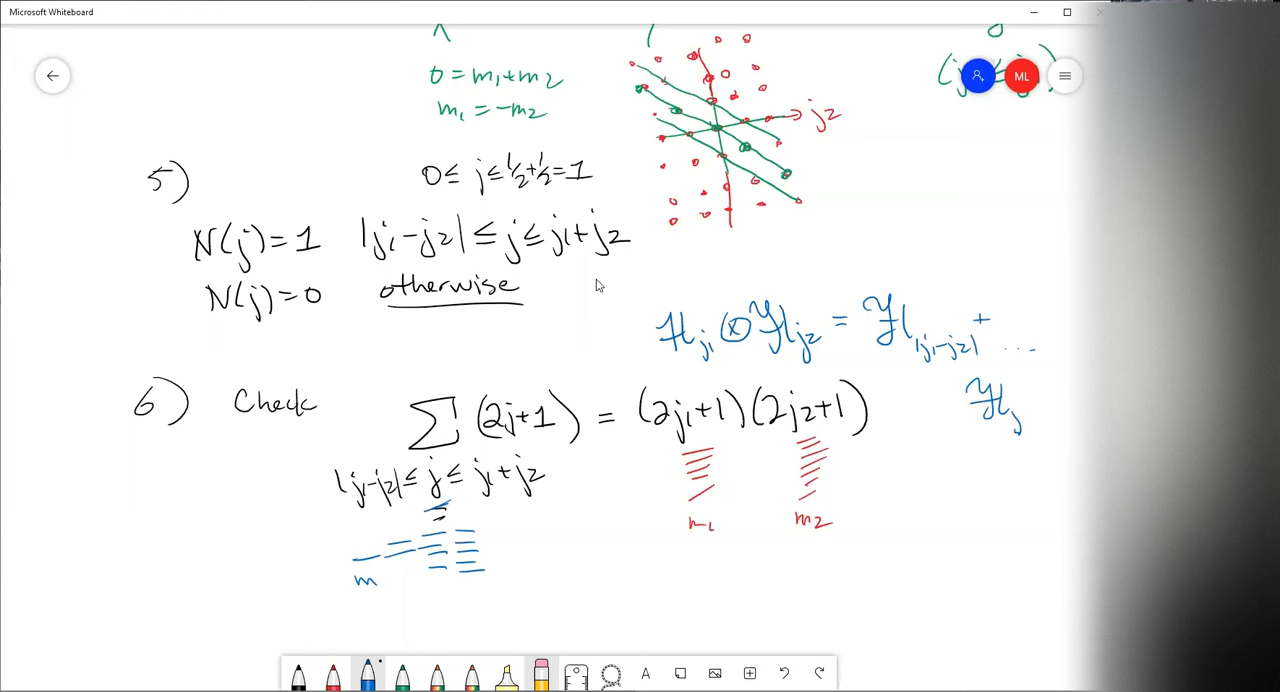 Microsoft Whiteboard
0 = m₁+m₂
m₁ = -m₂
j₂
ML
5)
0 ≤ j ≤ 1/2 + 1/2 = 1
N(j) = 1 |j₁-j₂| ≤ j ≤ j₁+j₂
N(j) = 0 otherwise
ℋ_j₁ ⊗ ℋ_j₂ = ℋ_|j₁-j₂| + ...
ℋ_j
6) Check Σ (2j+1) = (2j₁+1)(2j₂+1)
|j₁-j₂| ≤ j ≤ j₁+j₂
m₁ m₂
m
A